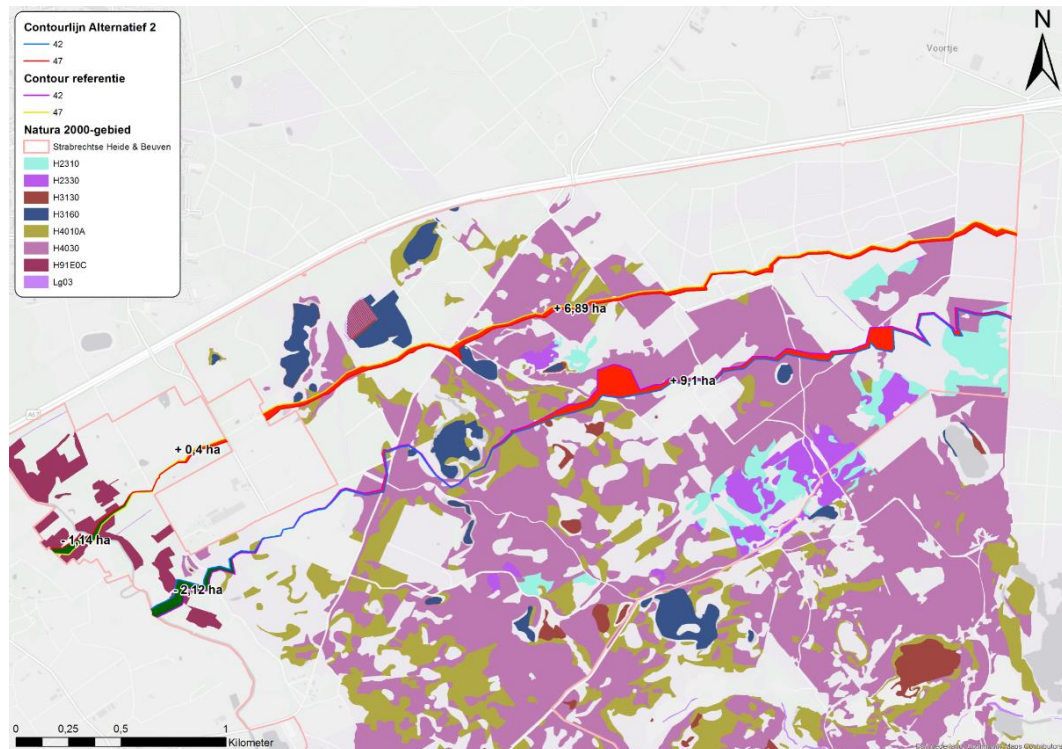 Contourlijn Alternatief 2
42
47
Contour referentie
42
47
Natura 2000-gebied
Strabrechtse Heide & Beuven
H2310
H2330
H3130
H3160
H4010A
H4030
H91E0C
Lg03
N
Voortje
A67
+ 6,89 ha
+ 9,1 ha
+ 0,4 ha
- 1,14 ha
- 2,12 ha
0 0,25 0,5 1
Kilometer